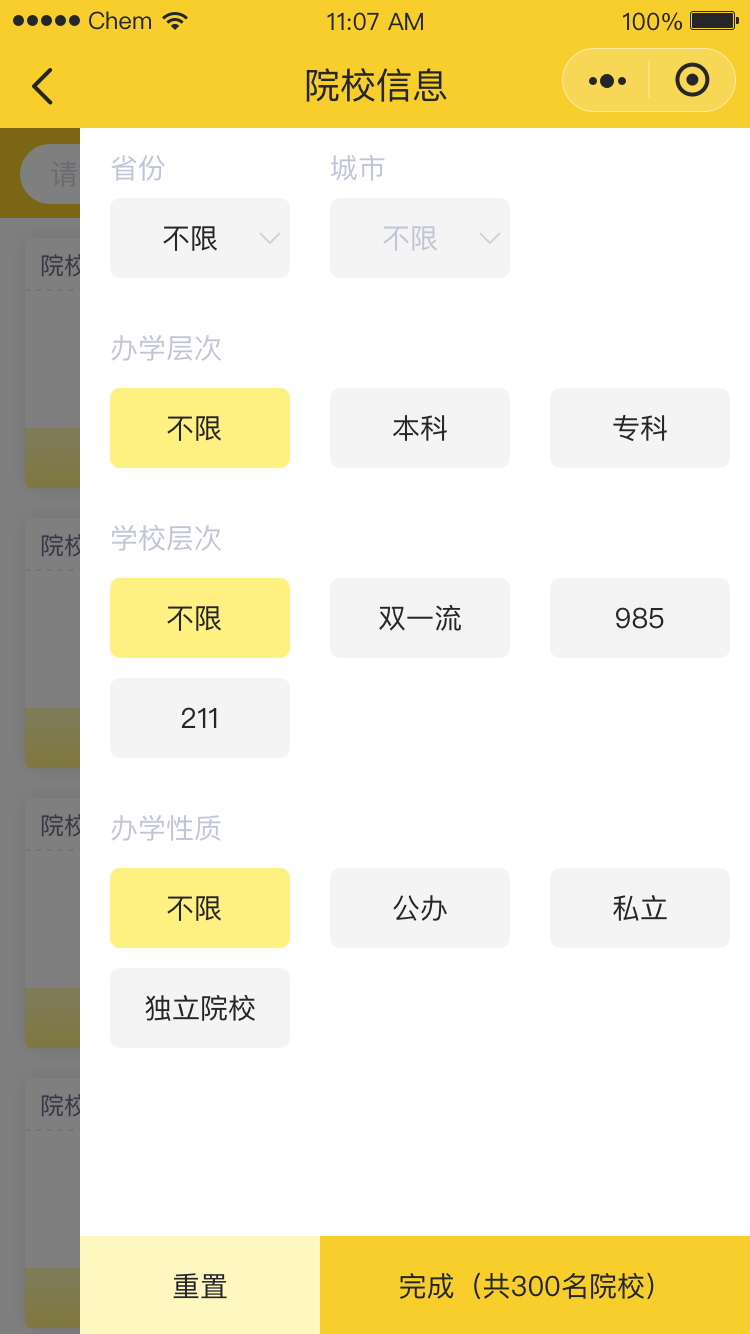 Chem 11:07 AM 100%
院校信息
请
省份 城市
不限 不限
院校
办学层次
不限 本科 专科
院校
学校层次
不限 双一流 985
211
院校
办学性质
不限 公办 私立
独立院校
院校
重置 完成（共300名院校）